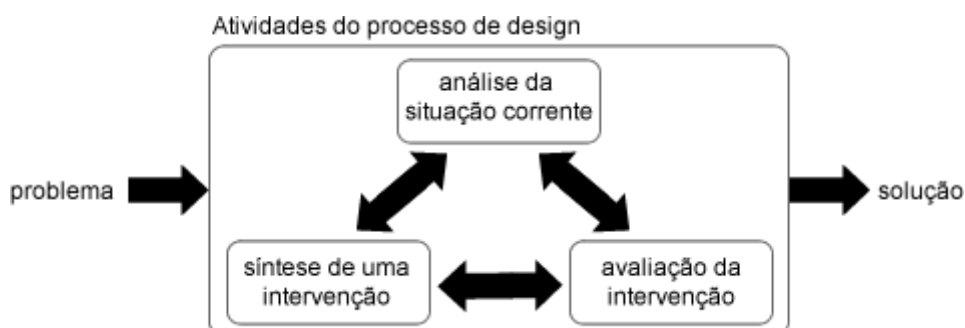 Atividades do processo de design
análise da
situação corrente
problema
solução
síntese de uma
intervenção
avaliação da
intervenção